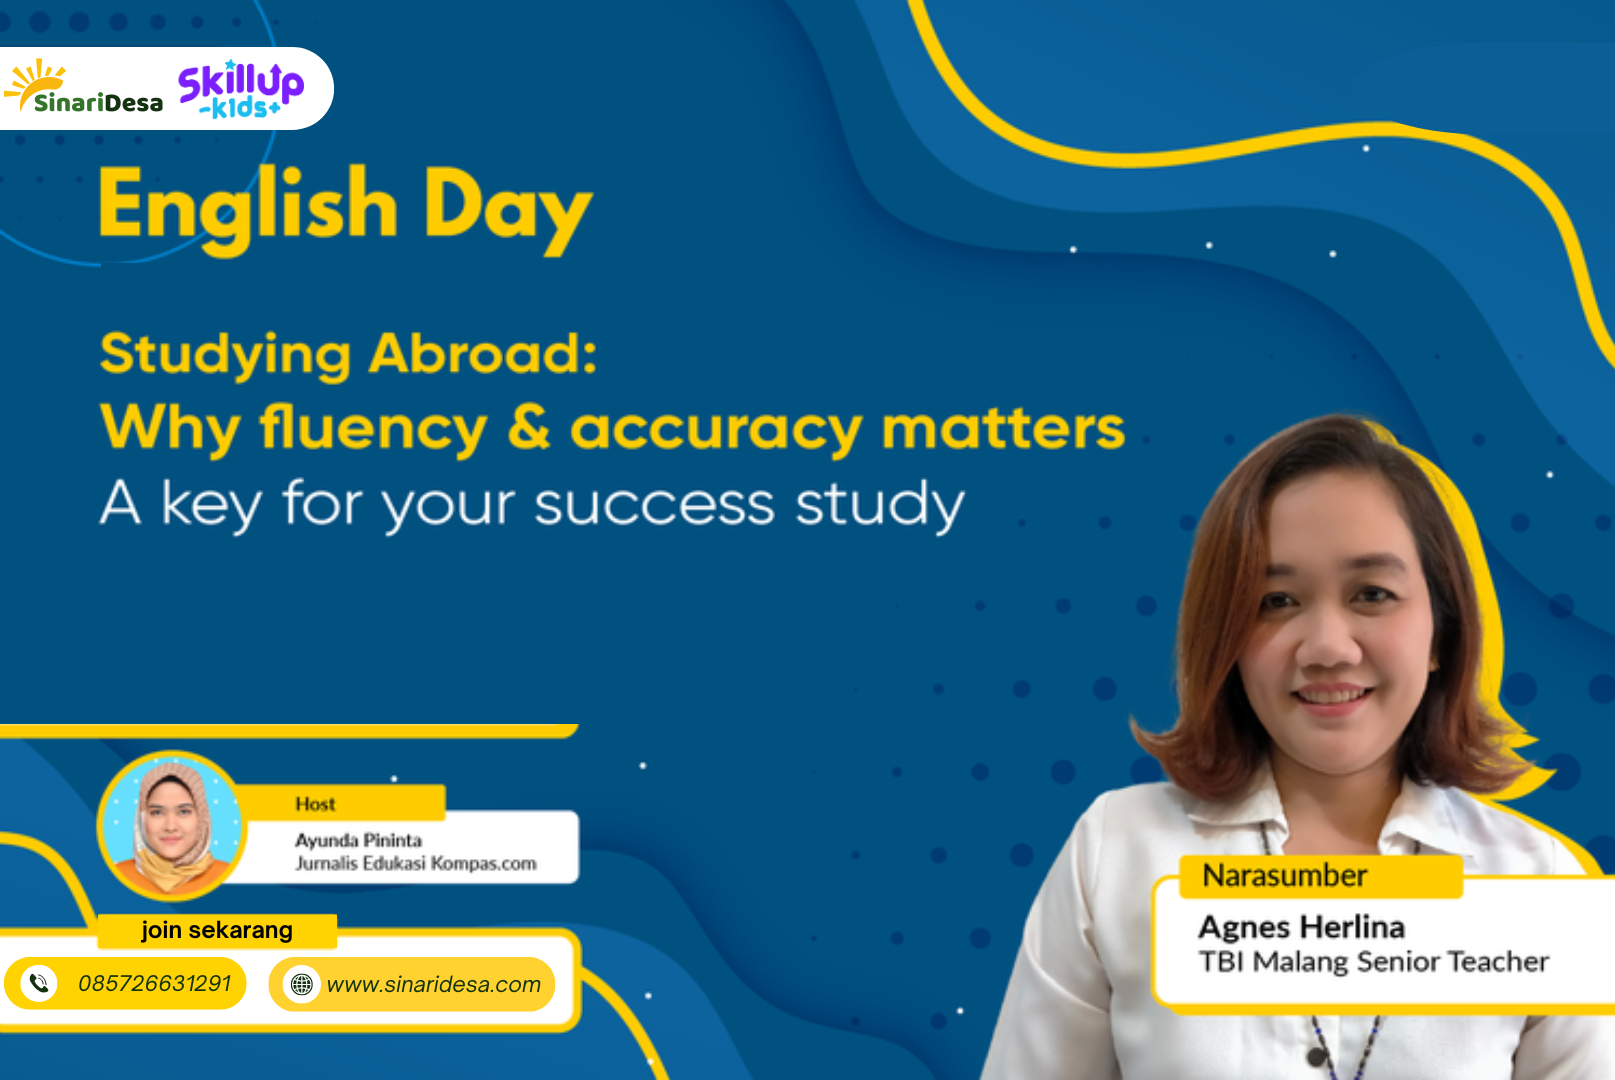 SinariDesa
SkillUp
-kids+
English Day
Studying Abroad:
Why fluency & accuracy matters
A key for your success study
Host
Ayunda Pininta
Jurnalis Edukasi Kompas.com
join sekarang
085726631291
www.sinaridesa.com
Narasumber
Agnes Herlina
TBI Malang Senior Teacher